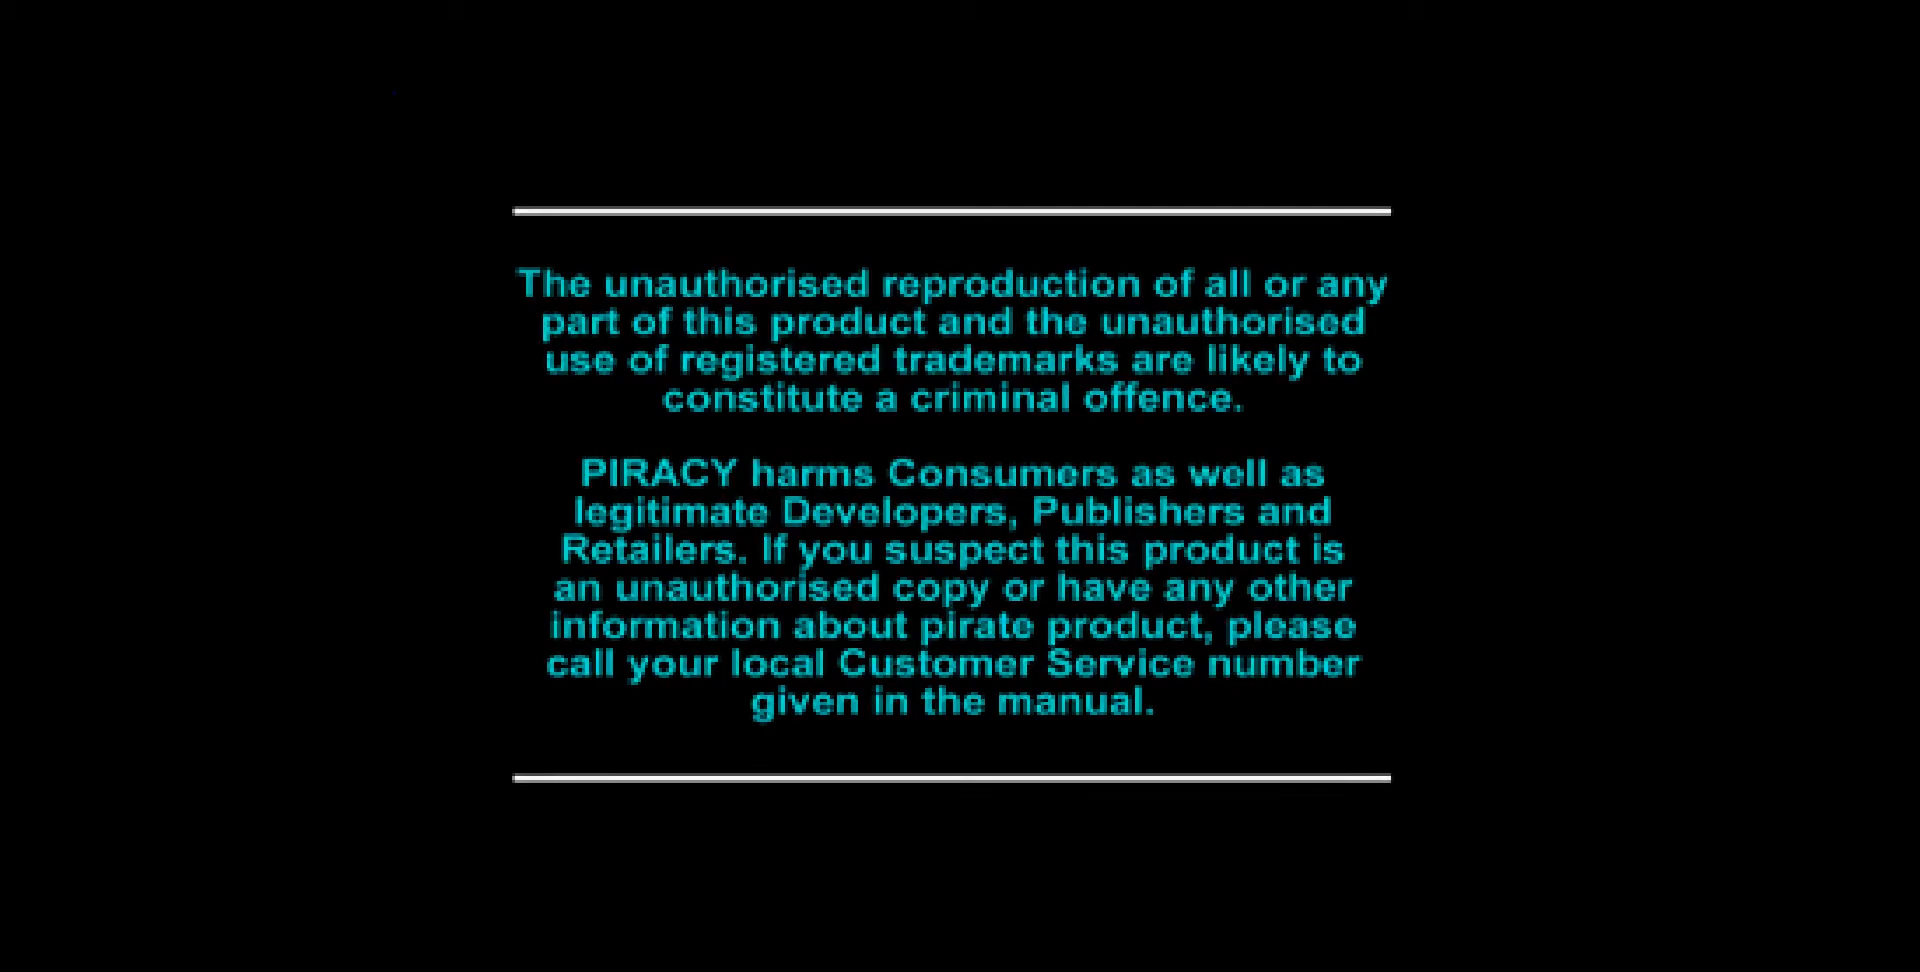 The unauthorised reproduction of all or any
part of this product and the unauthorised
use of registered trademarks are likely to
constitute a criminal offence.
PIRACY harms Consumers as well as
legitimate Developers, Publishers and
Retailers. If you suspect this product is
an unauthorised copy or have any other
information about pirate product, please
call your local Customer Service number
given in the manual.